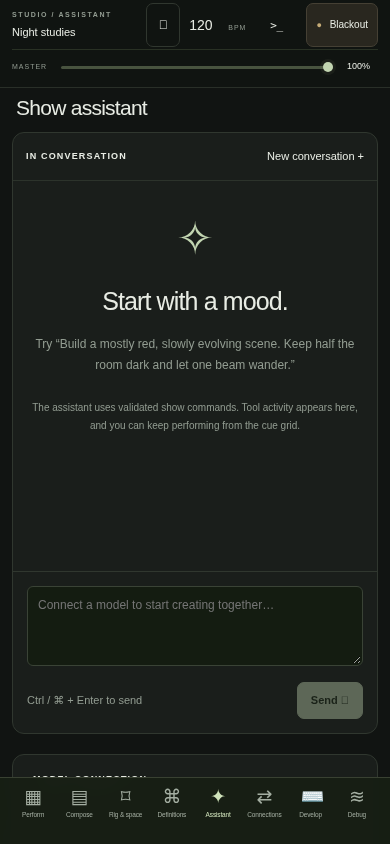 STUDIO / ASSISTANT
Night studies
120 BPM >_ Blackout
MASTER 100%
Show assistant
IN CONVERSATION New conversation +
Start with a mood.
Try “Build a mostly red, slowly evolving scene. Keep half the
room dark and let one beam wander.”
The assistant uses validated show commands. Tool activity appears here,
and you can keep performing from the cue grid.
Connect a model to start creating together…
Ctrl / ⌘ + Enter to send Send
Perform Compose Rig & space Definitions Assistant Connections Develop Debug